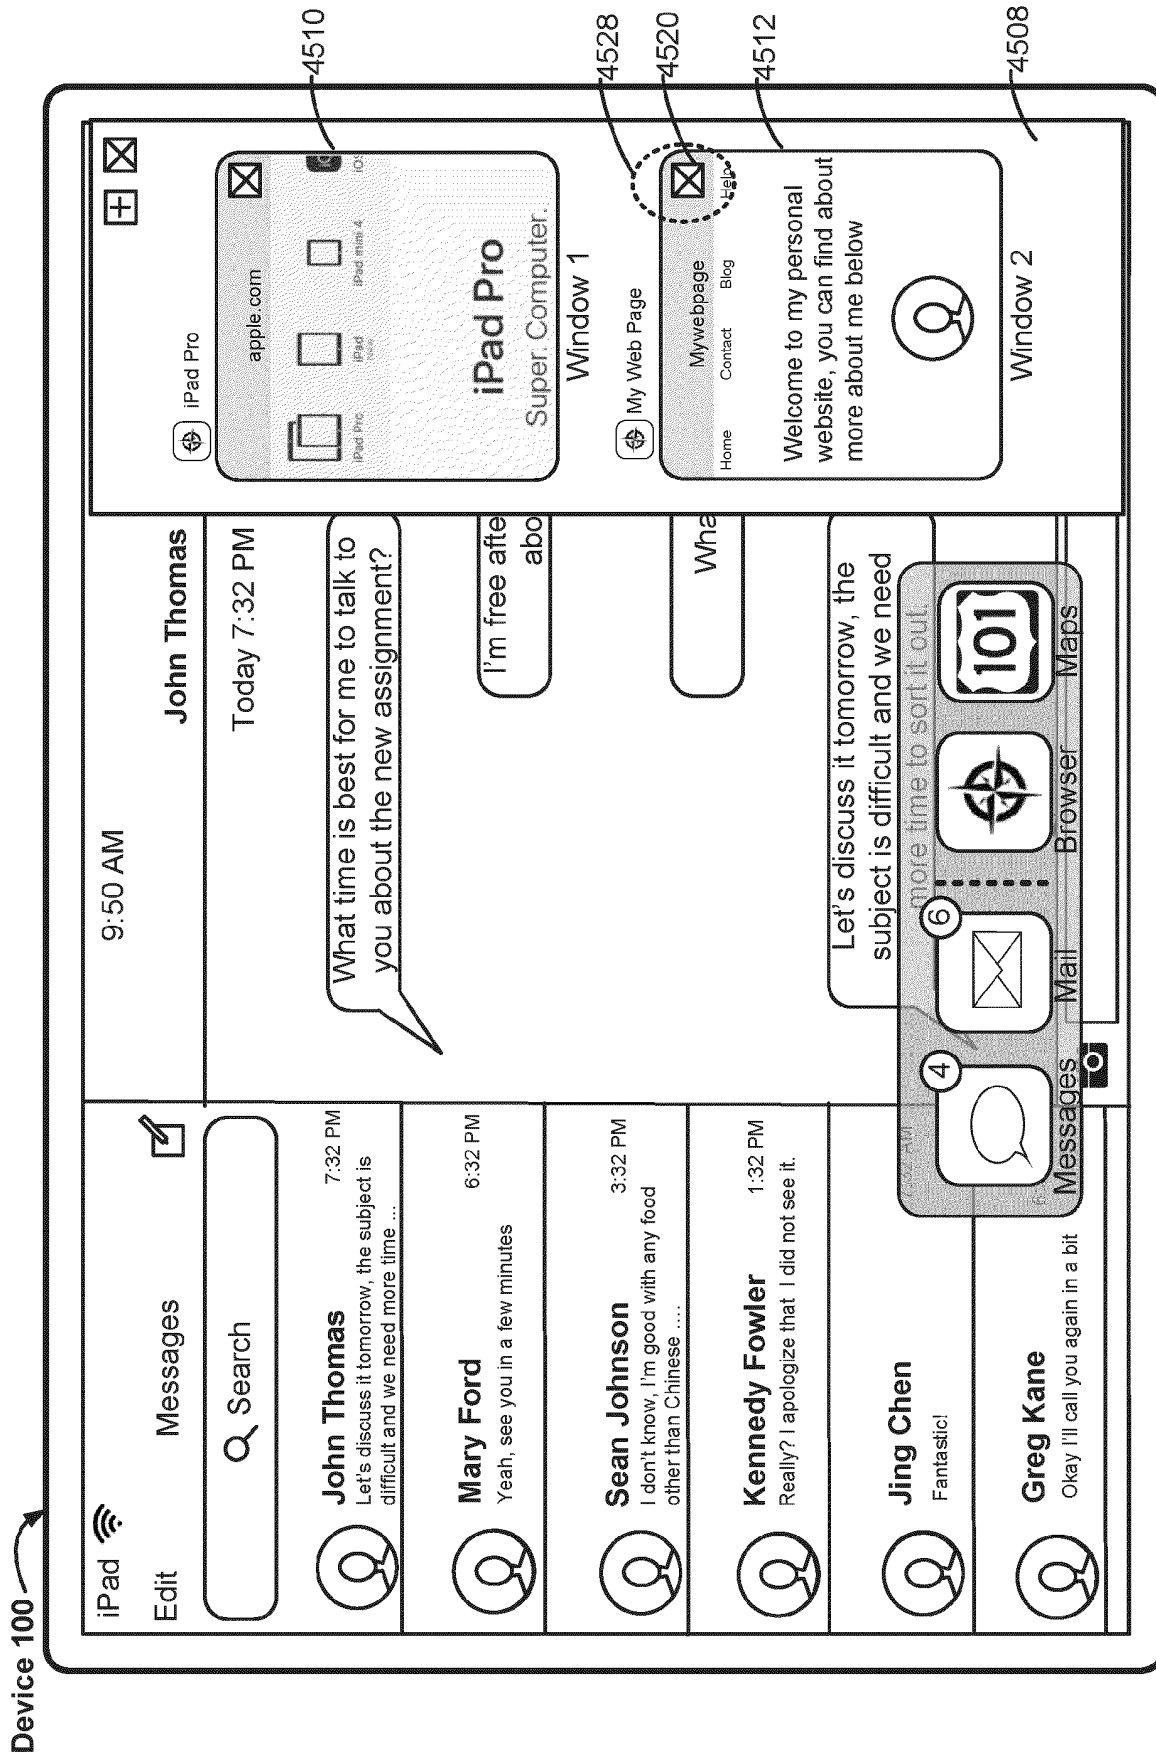 Device 100
iPad
9:50 AM
Edit
Messages
John Thomas
Search
Today 7:32 PM
John Thomas
7:32 PM
Let's discuss it tomorrow, the subject is
difficult and we need more time ...
Mary Ford
6:32 PM
Yeah, see you in a few minutes
Sean Johnson
3:32 PM
I don't know, I'm good with any food
other than Chinese ....
Kennedy Fowler
1:32 PM
Really? I apologize that I did not see it.
Jing Chen
Fantastic!
Greg Kane
Okay I'll call you again in a bit
What time is best for me to talk to
you about the new assignment?
I'm free afte
abo
Wha
Let's discuss it tomorrow, the
subject is difficult and we need
more time to sort it out.
4
6
101
Messages
Mail
Browser
Maps
iPad Pro
apple.com
iPad Pro
iPad
iPad mini 4
iOS
iPad Pro
Super. Computer.
Window 1
My Web Page
Mywebpage
Home
Contact
Blog
Help
Welcome to my personal
website, you can find about
more about me below
Window 2
4510
4528
4520
4512
4508